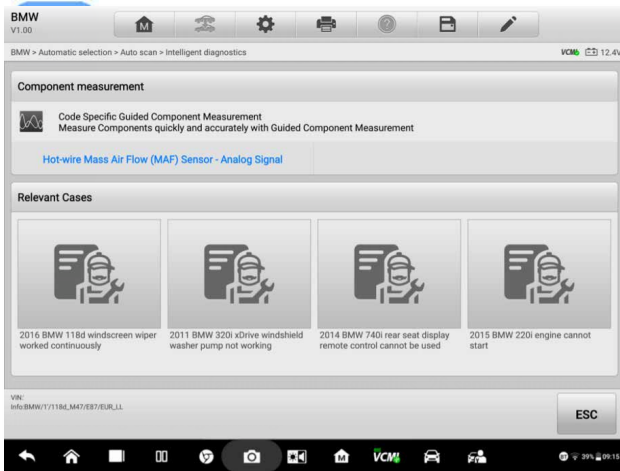 BMW
V1.00
BMW > Automatic selection > Auto scan > Intelligent diagnostics
VCMI 12.4V
Component measurement
Code Specific Guided Component Measurement
Measure Components quickly and accurately with Guided Component Measurement
Hot-wire Mass Air Flow (MAF) Sensor - Analog Signal
Relevant Cases
2016 BMW 118d windscreen wiper
worked continuously
2011 BMW 320i xDrive windshield
washer pump not working
2014 BMW 740i rear seat display
remote control cannot be used
2015 BMW 220i engine cannot
start
VIN:
Info:BMW/1'/118d_M47/E87/EUR_LL
ESC
VCMI
39% 09:15